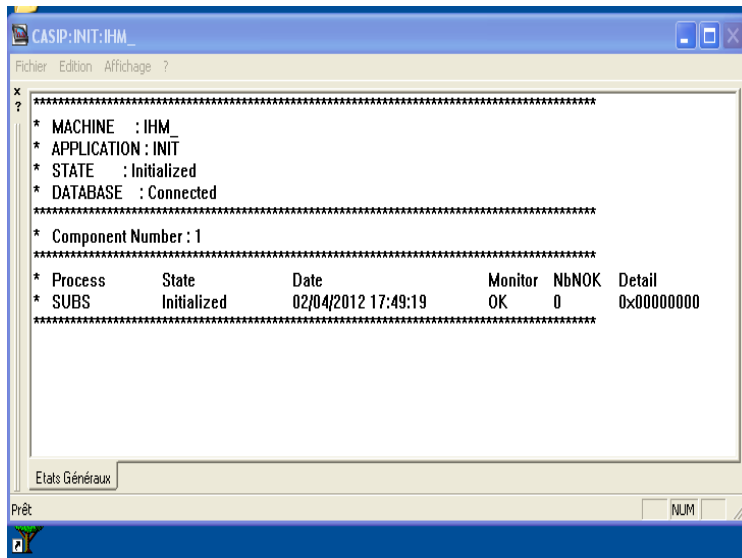 CASIP:INIT:IHM_
Fichier Edition Affichage ?
x
?
*******************************************************************************************
* MACHINE : IHM_
* APPLICATION : INIT
* STATE : Initialized
* DATABASE : Connected
*******************************************************************************************
* Component Number : 1
*******************************************************************************************
* Process State Date Monitor NbNOK Detail
* SUBS Initialized 02/04/2012 17:49:19 OK 0 0x00000000
*******************************************************************************************
Etats Généraux
Prêt NUM